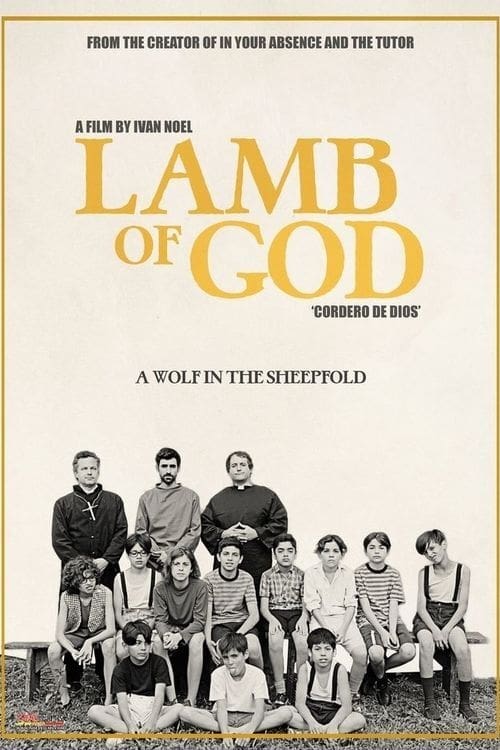 FROM THE CREATOR OF IN YOUR ABSENCE AND THE TUTOR
A FILM BY IVAN NOEL
LAMB
OF GOD
'CORDERO DE DIOS'
A WOLF IN THE SHEEPFOLD